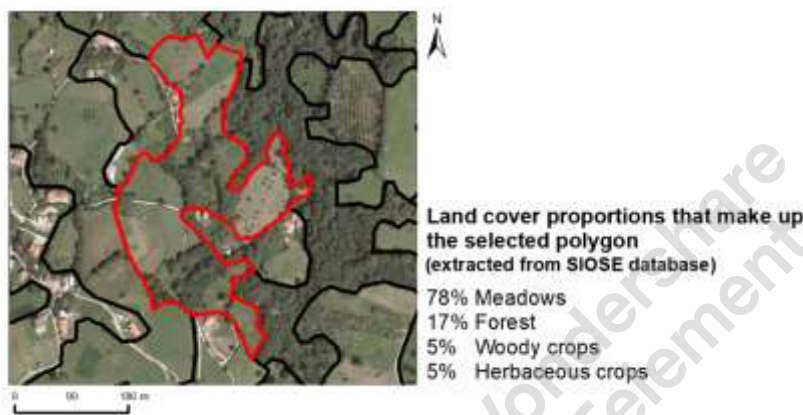 N
Land cover proportions that make up
the selected polygon
(extracted from SIOSE database)
78% Meadows
17% Forest
5% Woody crops
5% Herbaceous crops
0
m
Wondershare